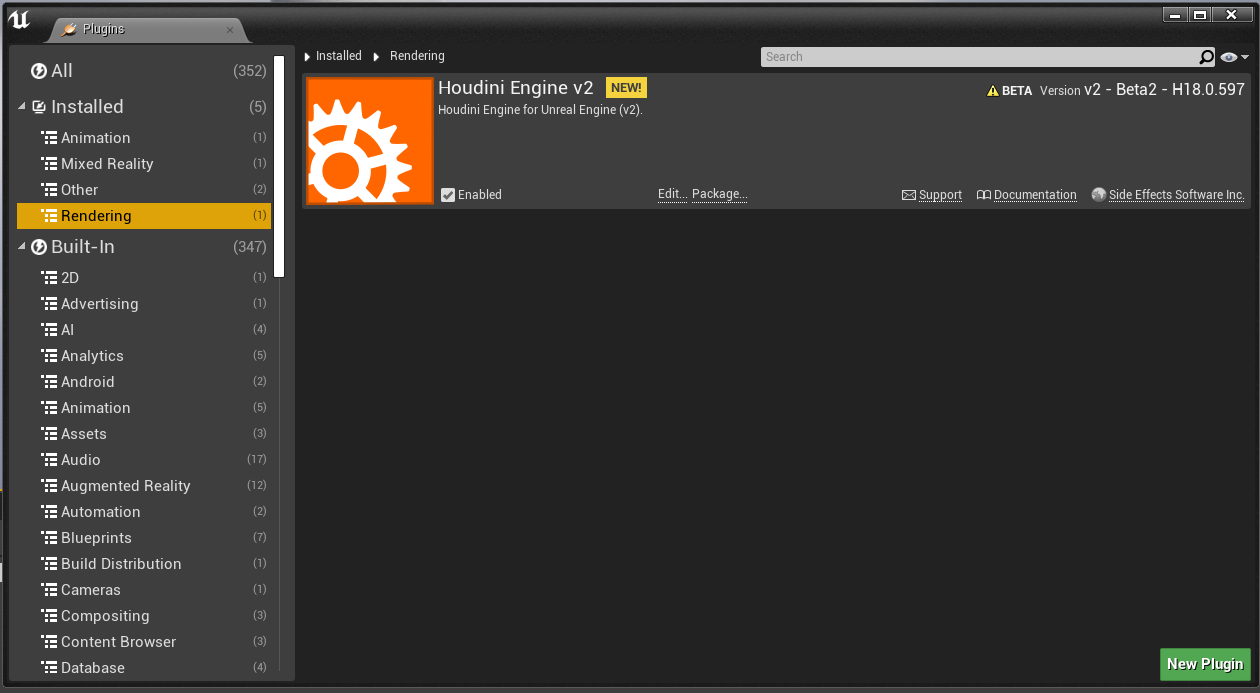 Plugins
All (352)
Installed (5)
Animation (1)
Mixed Reality (1)
Other (2)
Rendering (1)
Built-In (347)
2D (1)
Advertising (1)
AI (4)
Analytics (5)
Android (2)
Animation (5)
Assets (3)
Audio (17)
Augmented Reality (12)
Automation (2)
Blueprints (7)
Build Distribution (1)
Cameras (1)
Compositing (3)
Content Browser (3)
Database (4)
Installed Rendering
Search
Houdini Engine v2 NEW! BETA Version v2 - Beta2 - H18.0.597
Houdini Engine for Unreal Engine (v2).
Enabled Edit... Package... Support Documentation Side Effects Software Inc.
New Plugin